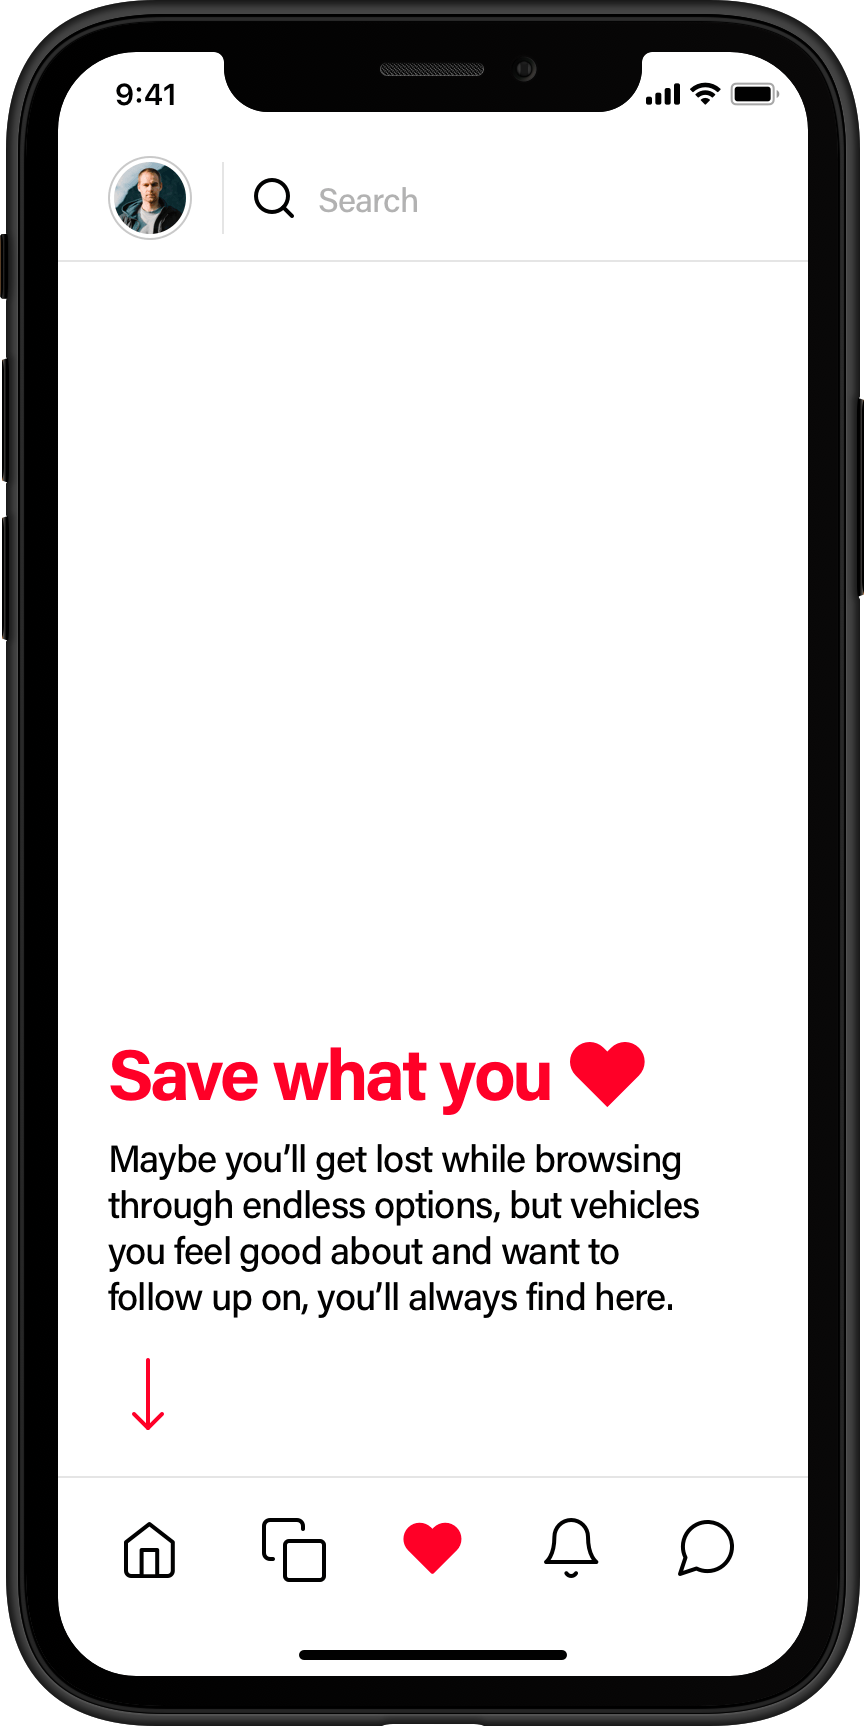 9:41
Search
Save what you
Maybe you’ll get lost while browsing
through endless options, but vehicles
you feel good about and want to
follow up on, you’ll always find here.